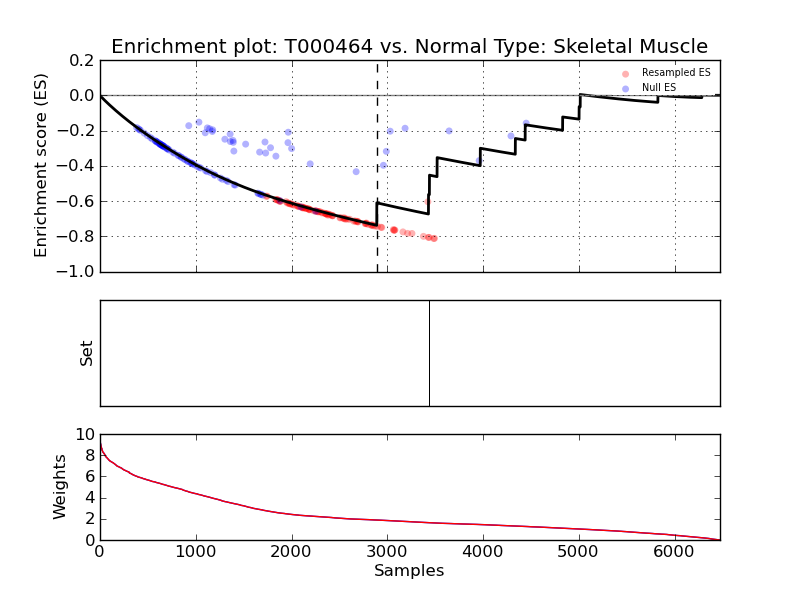 Enrichment plot: T000464 vs. Normal Type: Skeletal Muscle
Enrichment score (ES)
0.2
0.0
−0.2
−0.4
−0.6
−0.8
−1.0
Resampled ES
Null ES
Set
Weights
10
8
6
4
2
0
0 1000 2000 3000 4000 5000 6000
Samples